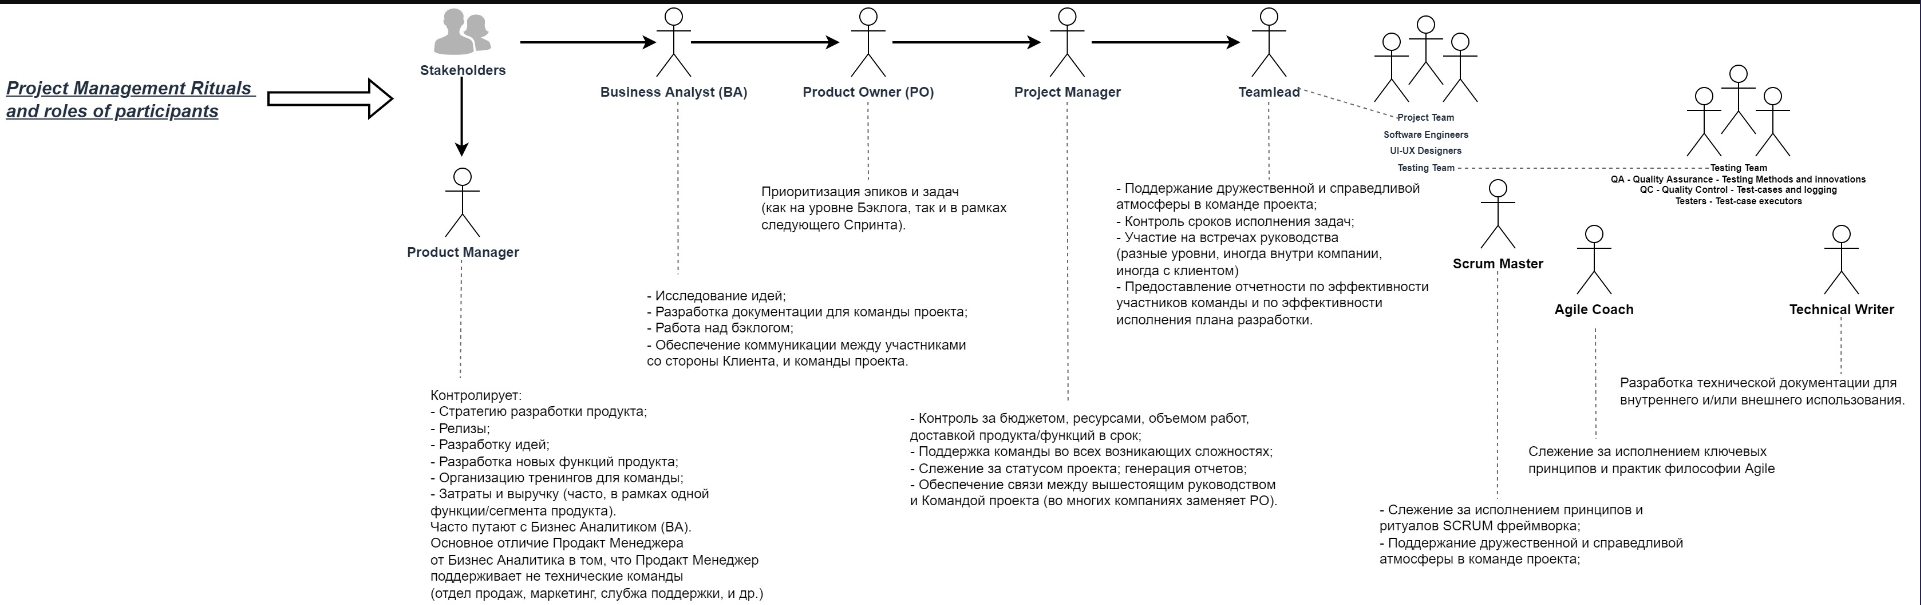 Project Management Rituals
and roles of participants
Stakeholders
Business Analyst (BA)
Product Owner (PO)
Project Manager
Teamlead
Project Team
Software Engineers
UI-UX Designers
Testing Team
Testing Team
QA - Quality Assurance - Testing Methods and innovations
QC - Quality Control - Test-cases and logging
Testers - Test-case executors
Product Manager
Scrum Master
Agile Coach
Technical Writer
Приоритизация эпиков и задач
(как на уровне Бэклога, так и в рамках
следующего Спринта).
- Поддержание дружественной и справедливой
атмосферы в команде проекта;
- Контроль сроков исполнения задач;
- Участие на встречах руководства
(разные уровни, иногда внутри компании,
иногда с клиентом)
- Предоставление отчетности по эффективности
участников команды и по эффективности
исполнения плана разработки.
- Исследование идей;
- Разработка документации для команды проекта;
- Работа над бэклогом;
- Обеспечение коммуникации между участниками
со стороны Клиента, и команды проекта.
Контролирует:
- Стратегию разработки продукта;
- Релизы;
- Разработку идей;
- Разработка новых функций продукта;
- Организацию тренингов для команды;
- Затраты и выручку (часто, в рамках одной
функции/сегмента продукта).
Часто путают с Бизнес Аналитиком (BA).
Основное отличие Продакт Менеджера
от Бизнес Аналитика в том, что Продакт Менеджер
поддерживает не технические команды
(отдел продаж, маркетинг, слубжа поддержки, и др.)
- Контроль за бюджетом, ресурсами, объемом работ,
доставкой продукта/функций в срок;
- Поддержка команды во всех возникающих сложностях;
- Слежение за статусом проекта; генерация отчетов;
- Обеспечение связи между вышестоящим руководством
и Командой проекта (во многих компаниях заменяет PO).
Разработка технической документации для
внутреннего и/или внешнего использования.
Слежение за исполнением ключевых
принципов и практик философии Agile
- Слежение за исполнением принципов и
ритуалов SCRUM фреймворка;
- Поддержание дружественной и справедливой
атмосферы в команде проекта;